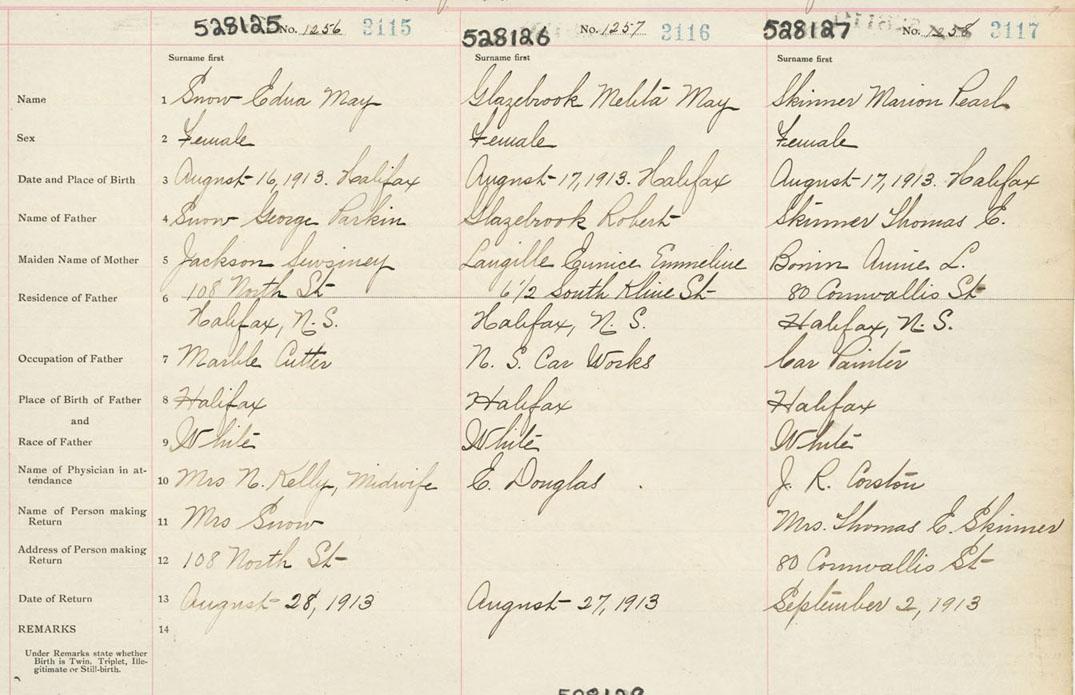 528125 No. 1256 3115 528126 No. 1257 3116 528127 No. 1258 3117
Surname first Surname first Surname first
Name 1 Snow Edna May Glazebrook Melita May Skinner Marion Pearl
Sex 2 Female Female Female
Date and Place of Birth 3 August 16, 1913. Halifax August 17, 1913. Halifax August 17, 1913. Halifax
Name of Father 4 Snow George Parkin Glazebrook Robert Skinner Thomas E.
Maiden Name of Mother 5 Jackson Langille Eunice Emmeline Annie L.
Residence of Father 6 108 North St 6 1/2 South Kline St 80 Cornwallis St
Halifax, N.S. Halifax, N.S. Halifax, N.S.
Occupation of Father 7 Marble Cutter N. S. Car Works Car Painter
Place of Birth of Father 8 Halifax Halifax Halifax
and
Race of Father 9 White White White
Name of Physician in at-
tendance 10 Mrs N. Kelly, Midwife E. Douglas J. R. Corston
Name of Person making
Return 11 Mrs Snow Mrs. Thomas E. Skinner
Address of Person making
Return 12 108 North St 80 Cornwallis St
Date of Return 13 August 28, 1913 August 27, 1913 September 2, 1913
REMARKS 14
Under Remarks state whether
Birth is Twin. Triplet, Ille-
gitimate or Still-birth.